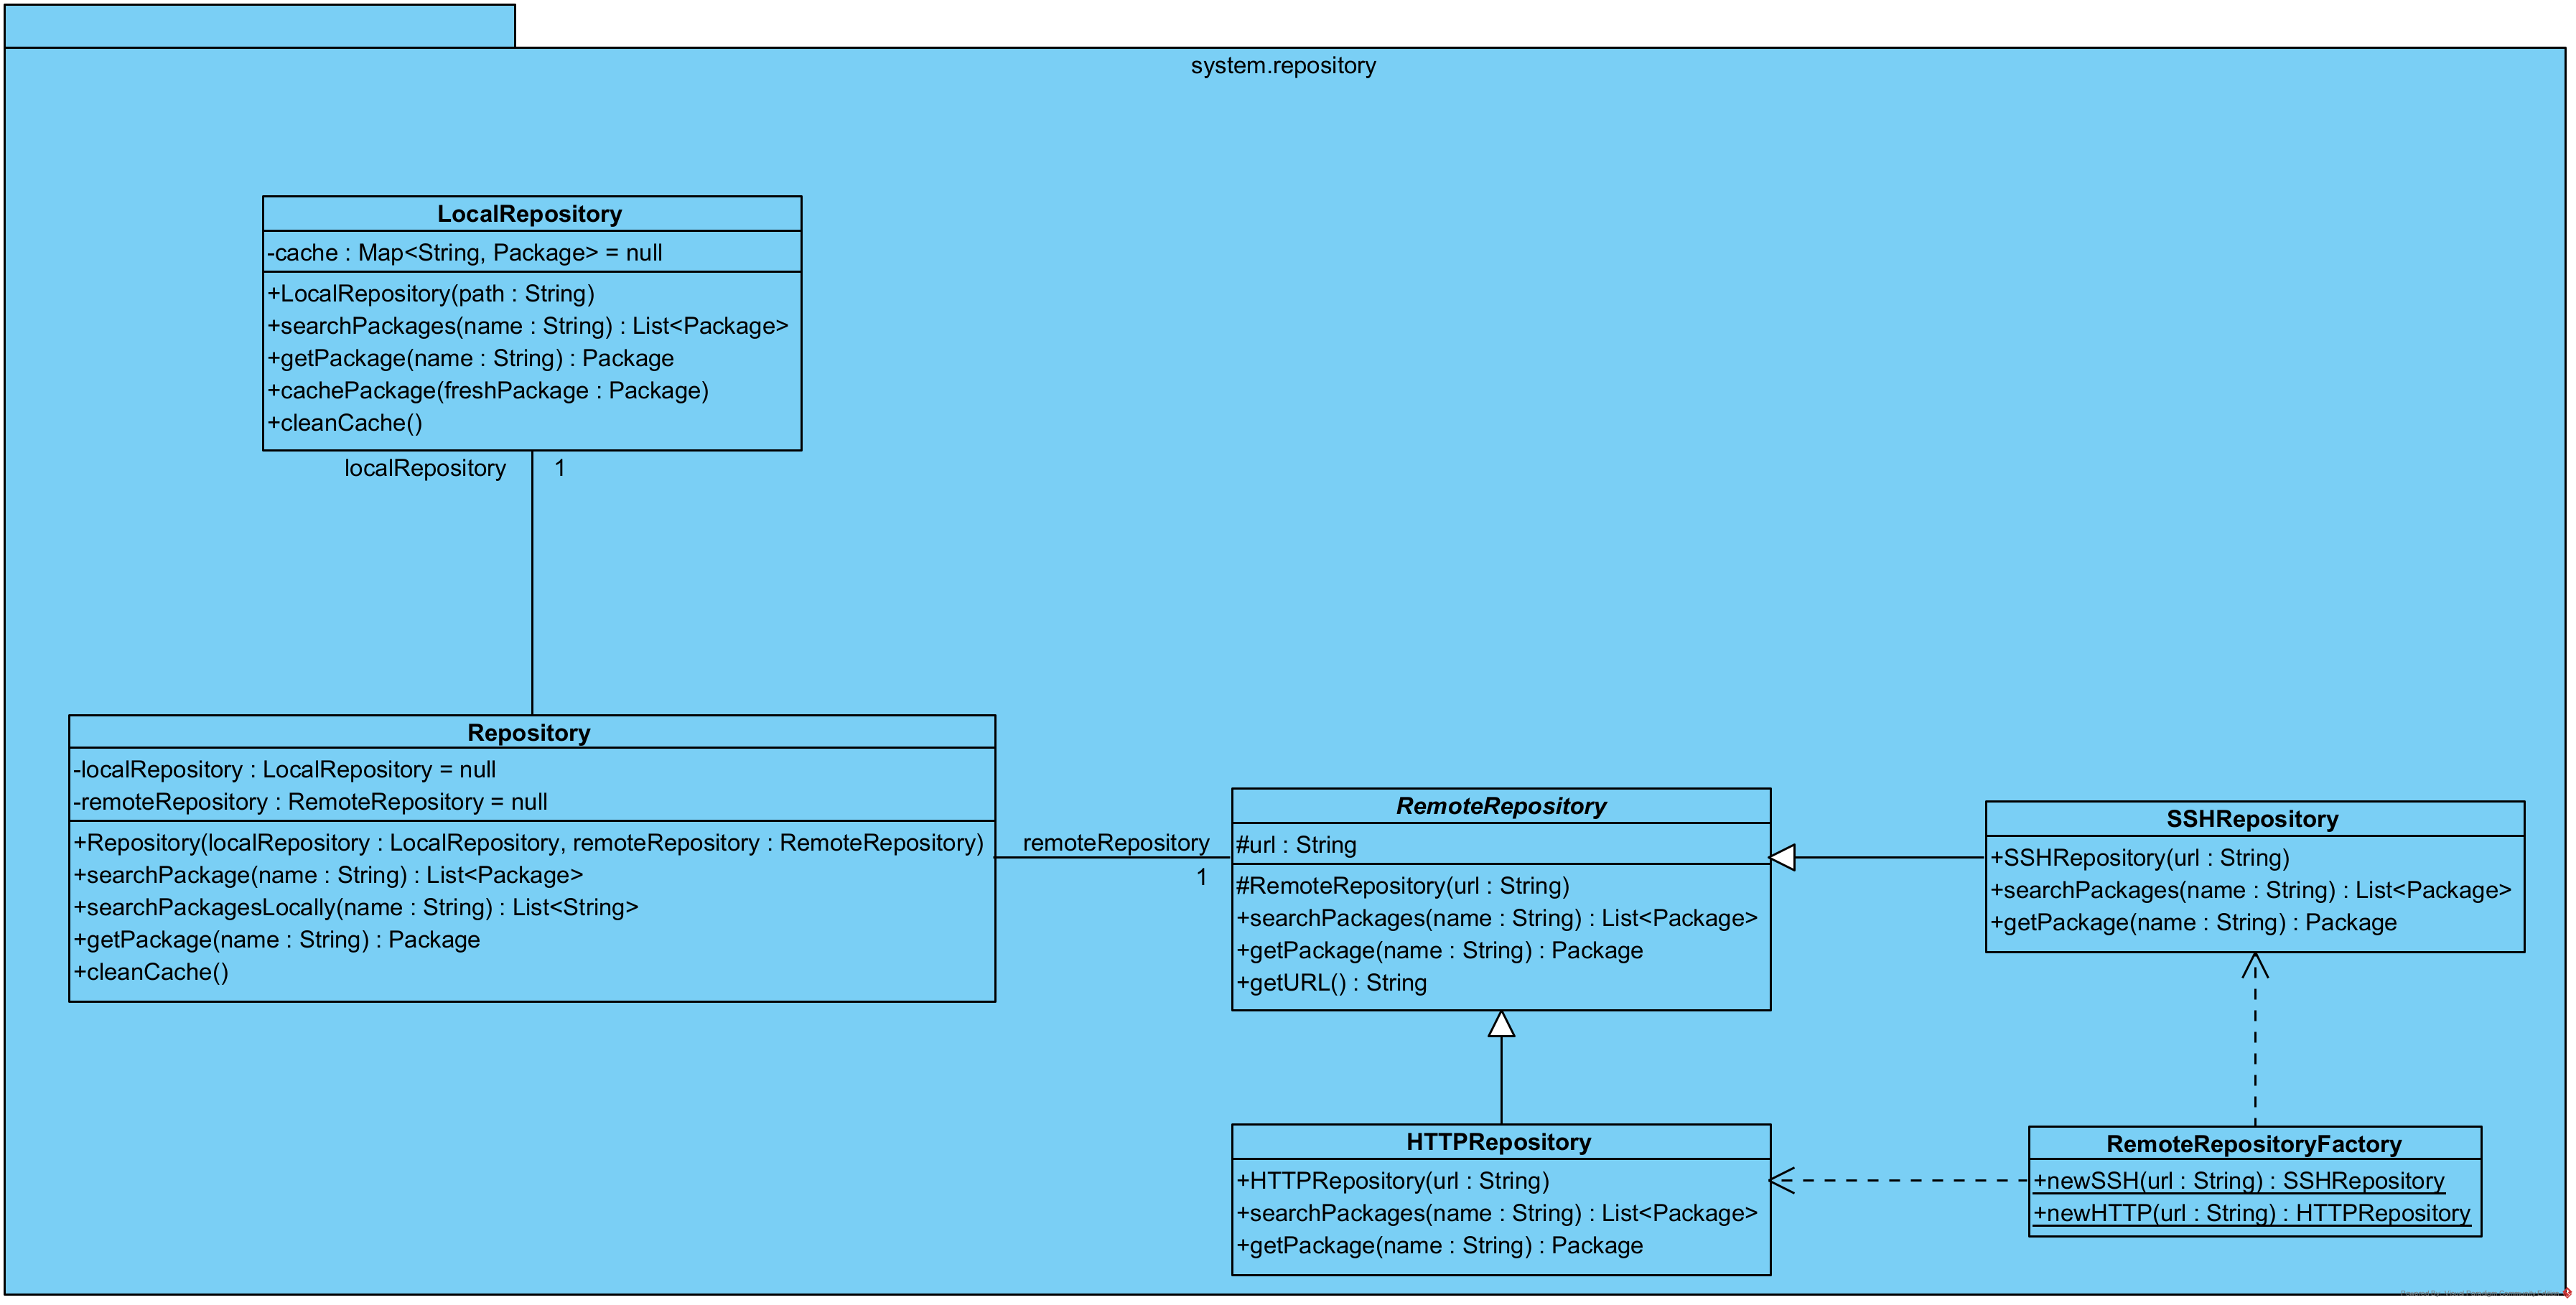 system.repository
LocalRepository
-cache : Map<String, Package> = null
+LocalRepository(path : String)
+searchPackages(name : String) : List<Package>
+getPackage(name : String) : Package
+cachePackage(freshPackage : Package)
+cleanCache()
localRepository 1
Repository
-localRepository : LocalRepository = null
-remoteRepository : RemoteRepository = null
+Repository(localRepository : LocalRepository, remoteRepository : RemoteRepository)
+searchPackage(name : String) : List<Package>
+searchPackagesLocally(name : String) : List<String>
+getPackage(name : String) : Package
+cleanCache()
remoteRepository
1
RemoteRepository
#url : String
#RemoteRepository(url : String)
+searchPackages(name : String) : List<Package>
+getPackage(name : String) : Package
+getURL() : String
SSHRepository
+SSHRepository(url : String)
+searchPackages(name : String) : List<Package>
+getPackage(name : String) : Package
HTTPRepository
+HTTPRepository(url : String)
+searchPackages(name : String) : List<Package>
+getPackage(name : String) : Package
RemoteRepositoryFactory
+newSSH(url : String) : SSHRepository
+newHTTP(url : String) : HTTPRepository